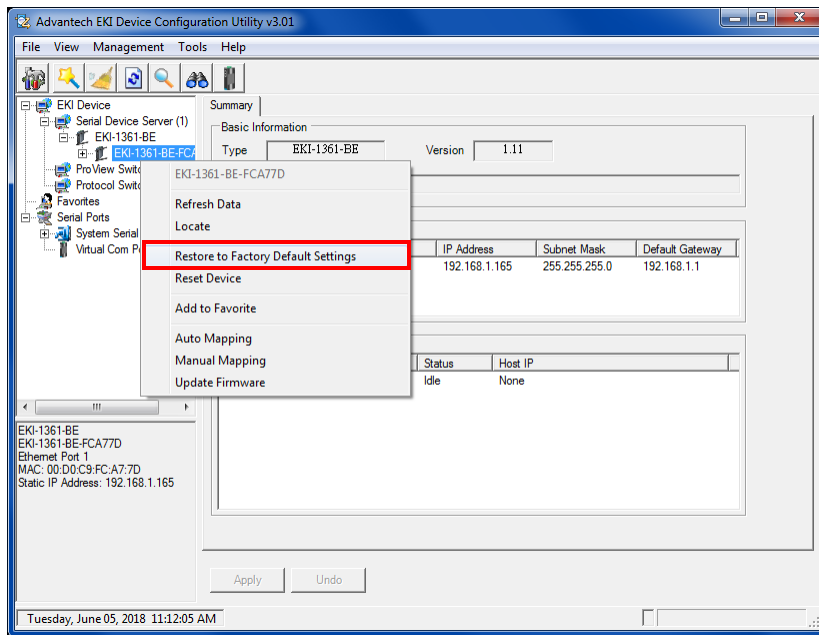 Advantech EKI Device Configuration Utility v3.01
File View Management Tools Help
EKI Device
Serial Device Server (1)
EKI-1361-BE
EKI-1361-BE-FCA
ProView Switc
Protocol Switc
Favorites
Serial Ports
System Serial
Virtual Com P
Summary
Basic Information
Type EKI-1361-BE Version 1.11
EKI-1361-BE-FCA77D
Refresh Data
Locate
Restore to Factory Default Settings
Reset Device
Add to Favorite
Auto Mapping
Manual Mapping
Update Firmware
IP Address Subnet Mask Default Gateway
192.168.1.165 255.255.255.0 192.168.1.1
Status Host IP
Idle None
EKI-1361-BE
EKI-1361-BE-FCA77D
Ethernet Port 1
MAC: 00:D0:C9:FC:A7:7D
Static IP Address: 192.168.1.165
Apply Undo
Tuesday, June 05, 2018 11:12:05 AM